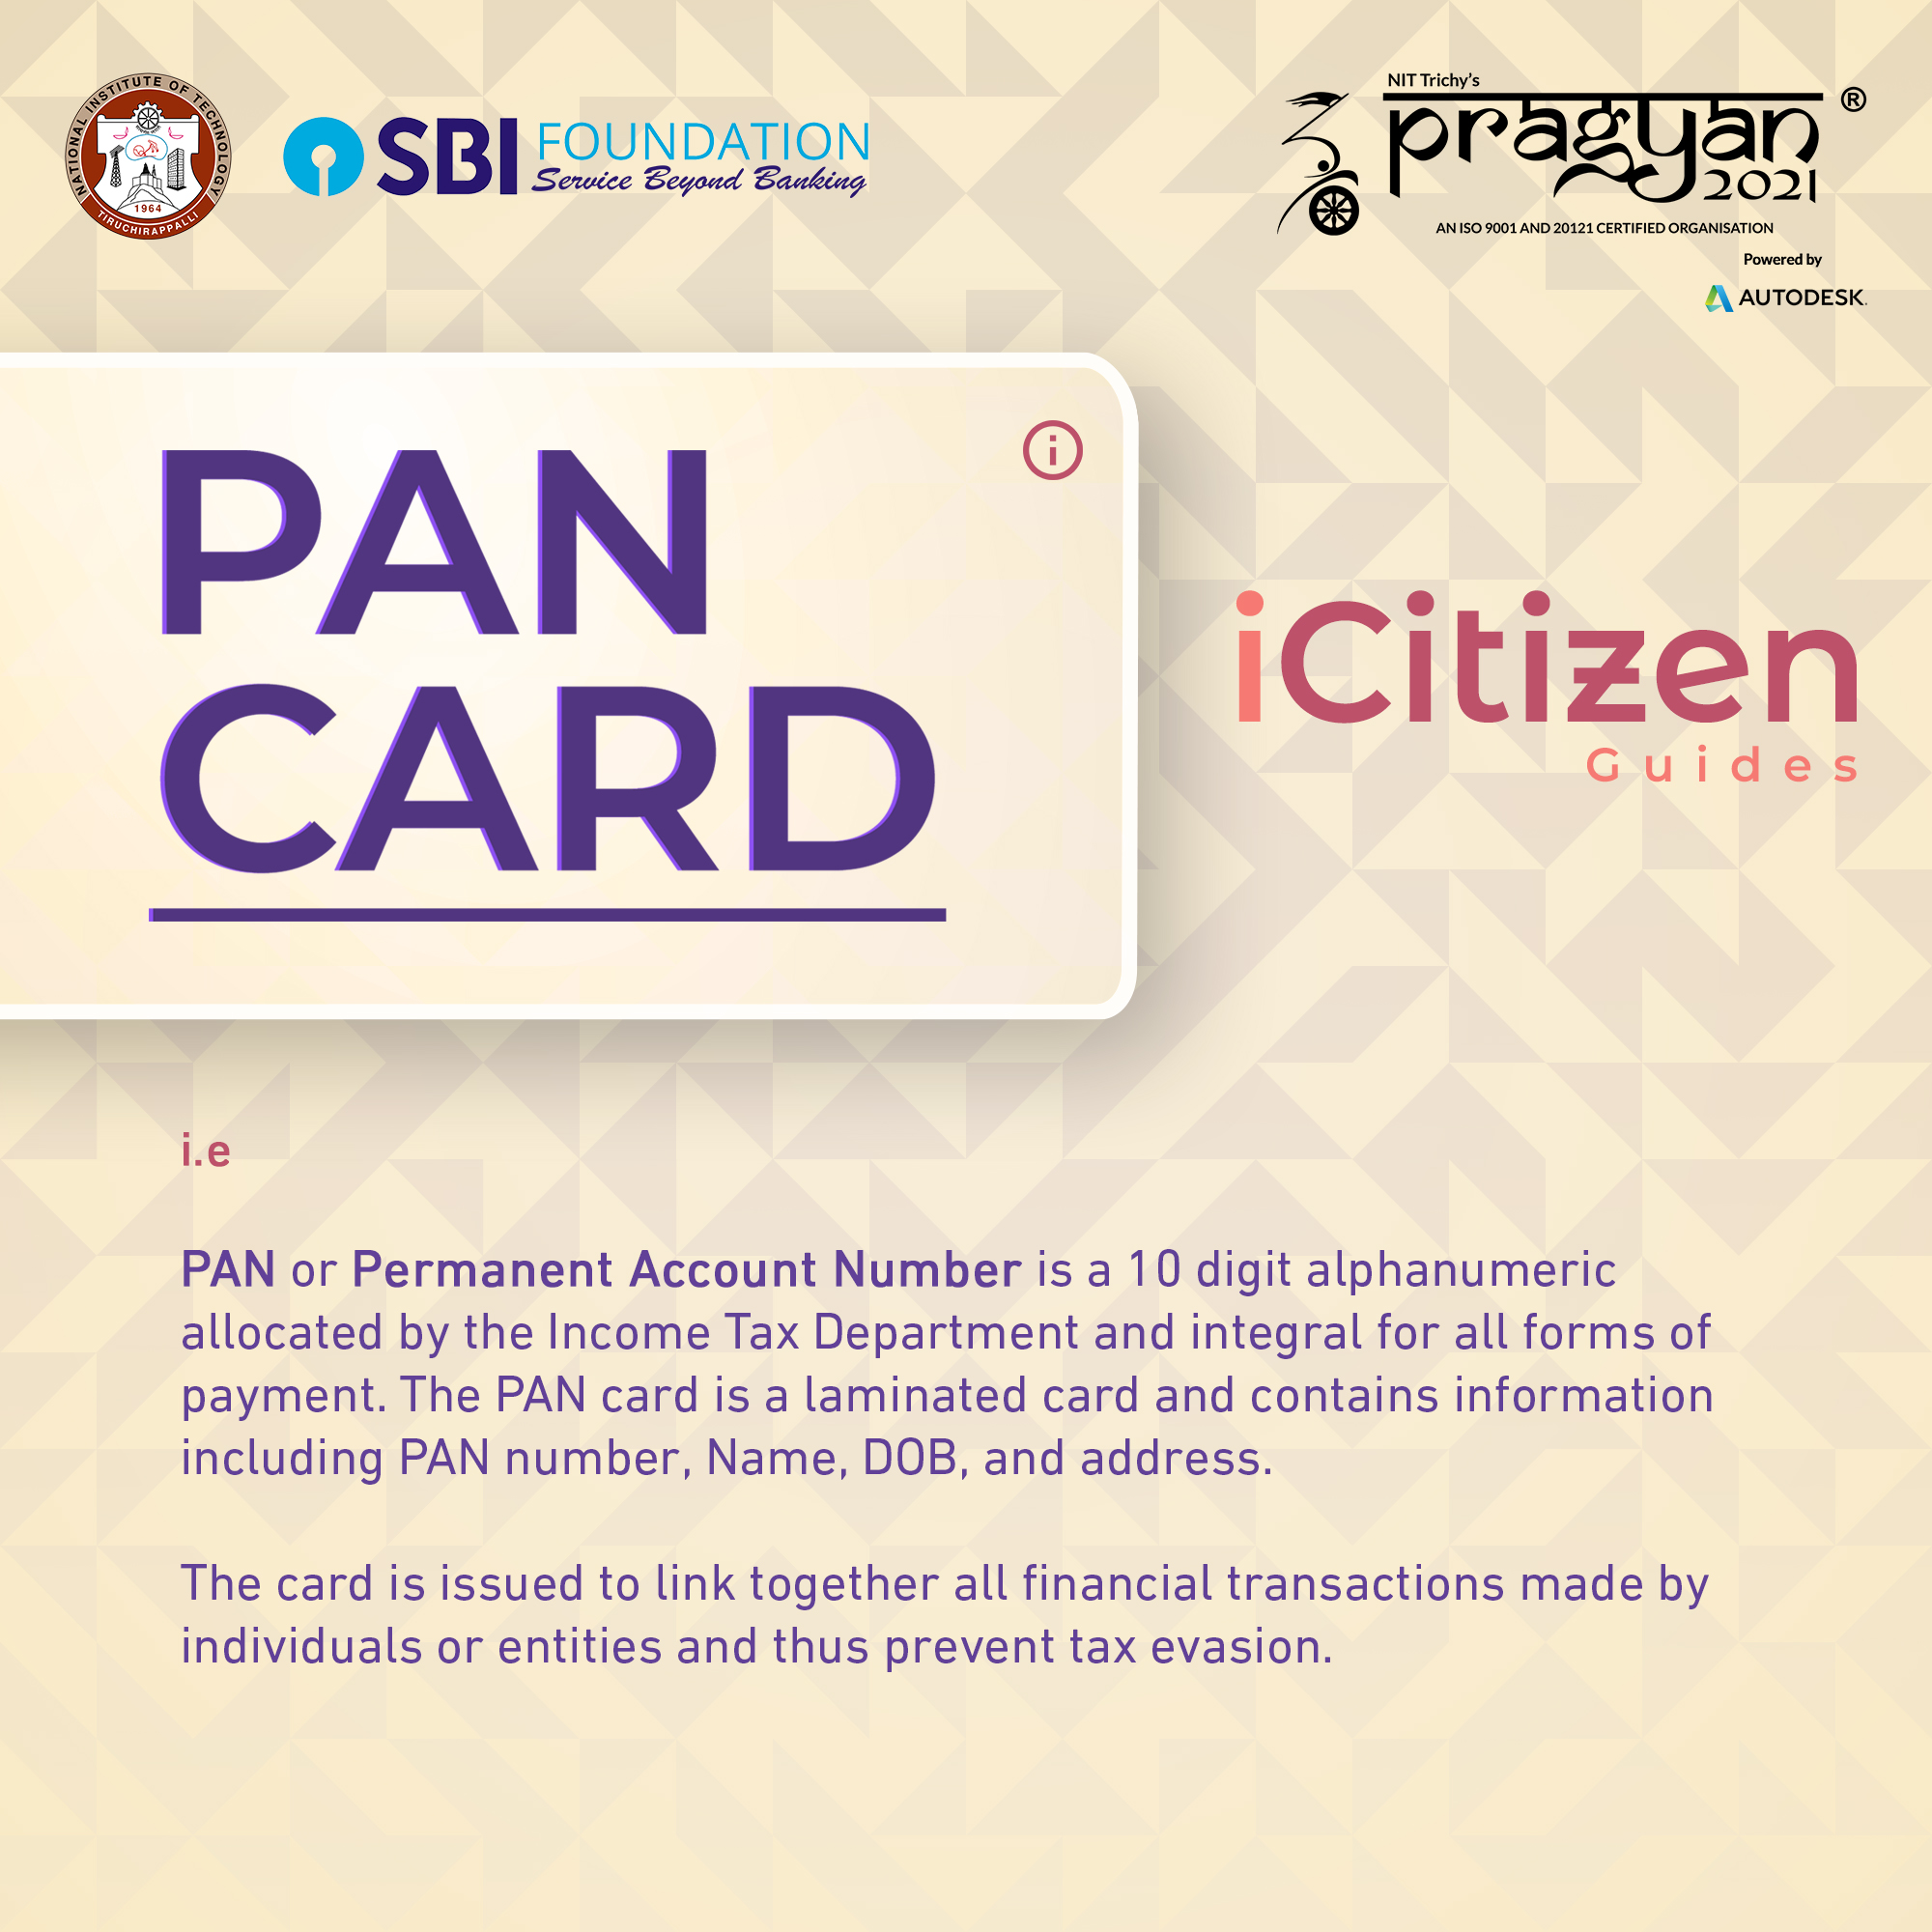 NATIONAL INSTITUTE OF TECHNOLOGY
1964
TIRUCHIRAPPALLI
SBI FOUNDATION
Service Beyond Banking
NIT Trichy's
pragyan ®
2021
AN ISO 9001 AND 20121 CERTIFIED ORGANISATION
Powered by
AUTODESK.
PAN
CARD
i
iCitizen
Guides
i.e
PAN or Permanent Account Number is a 10 digit alphanumeric
allocated by the Income Tax Department and integral for all forms of
payment. The PAN card is a laminated card and contains information
including PAN number, Name, DOB, and address.
The card is issued to link together all financial transactions made by
individuals or entities and thus prevent tax evasion.